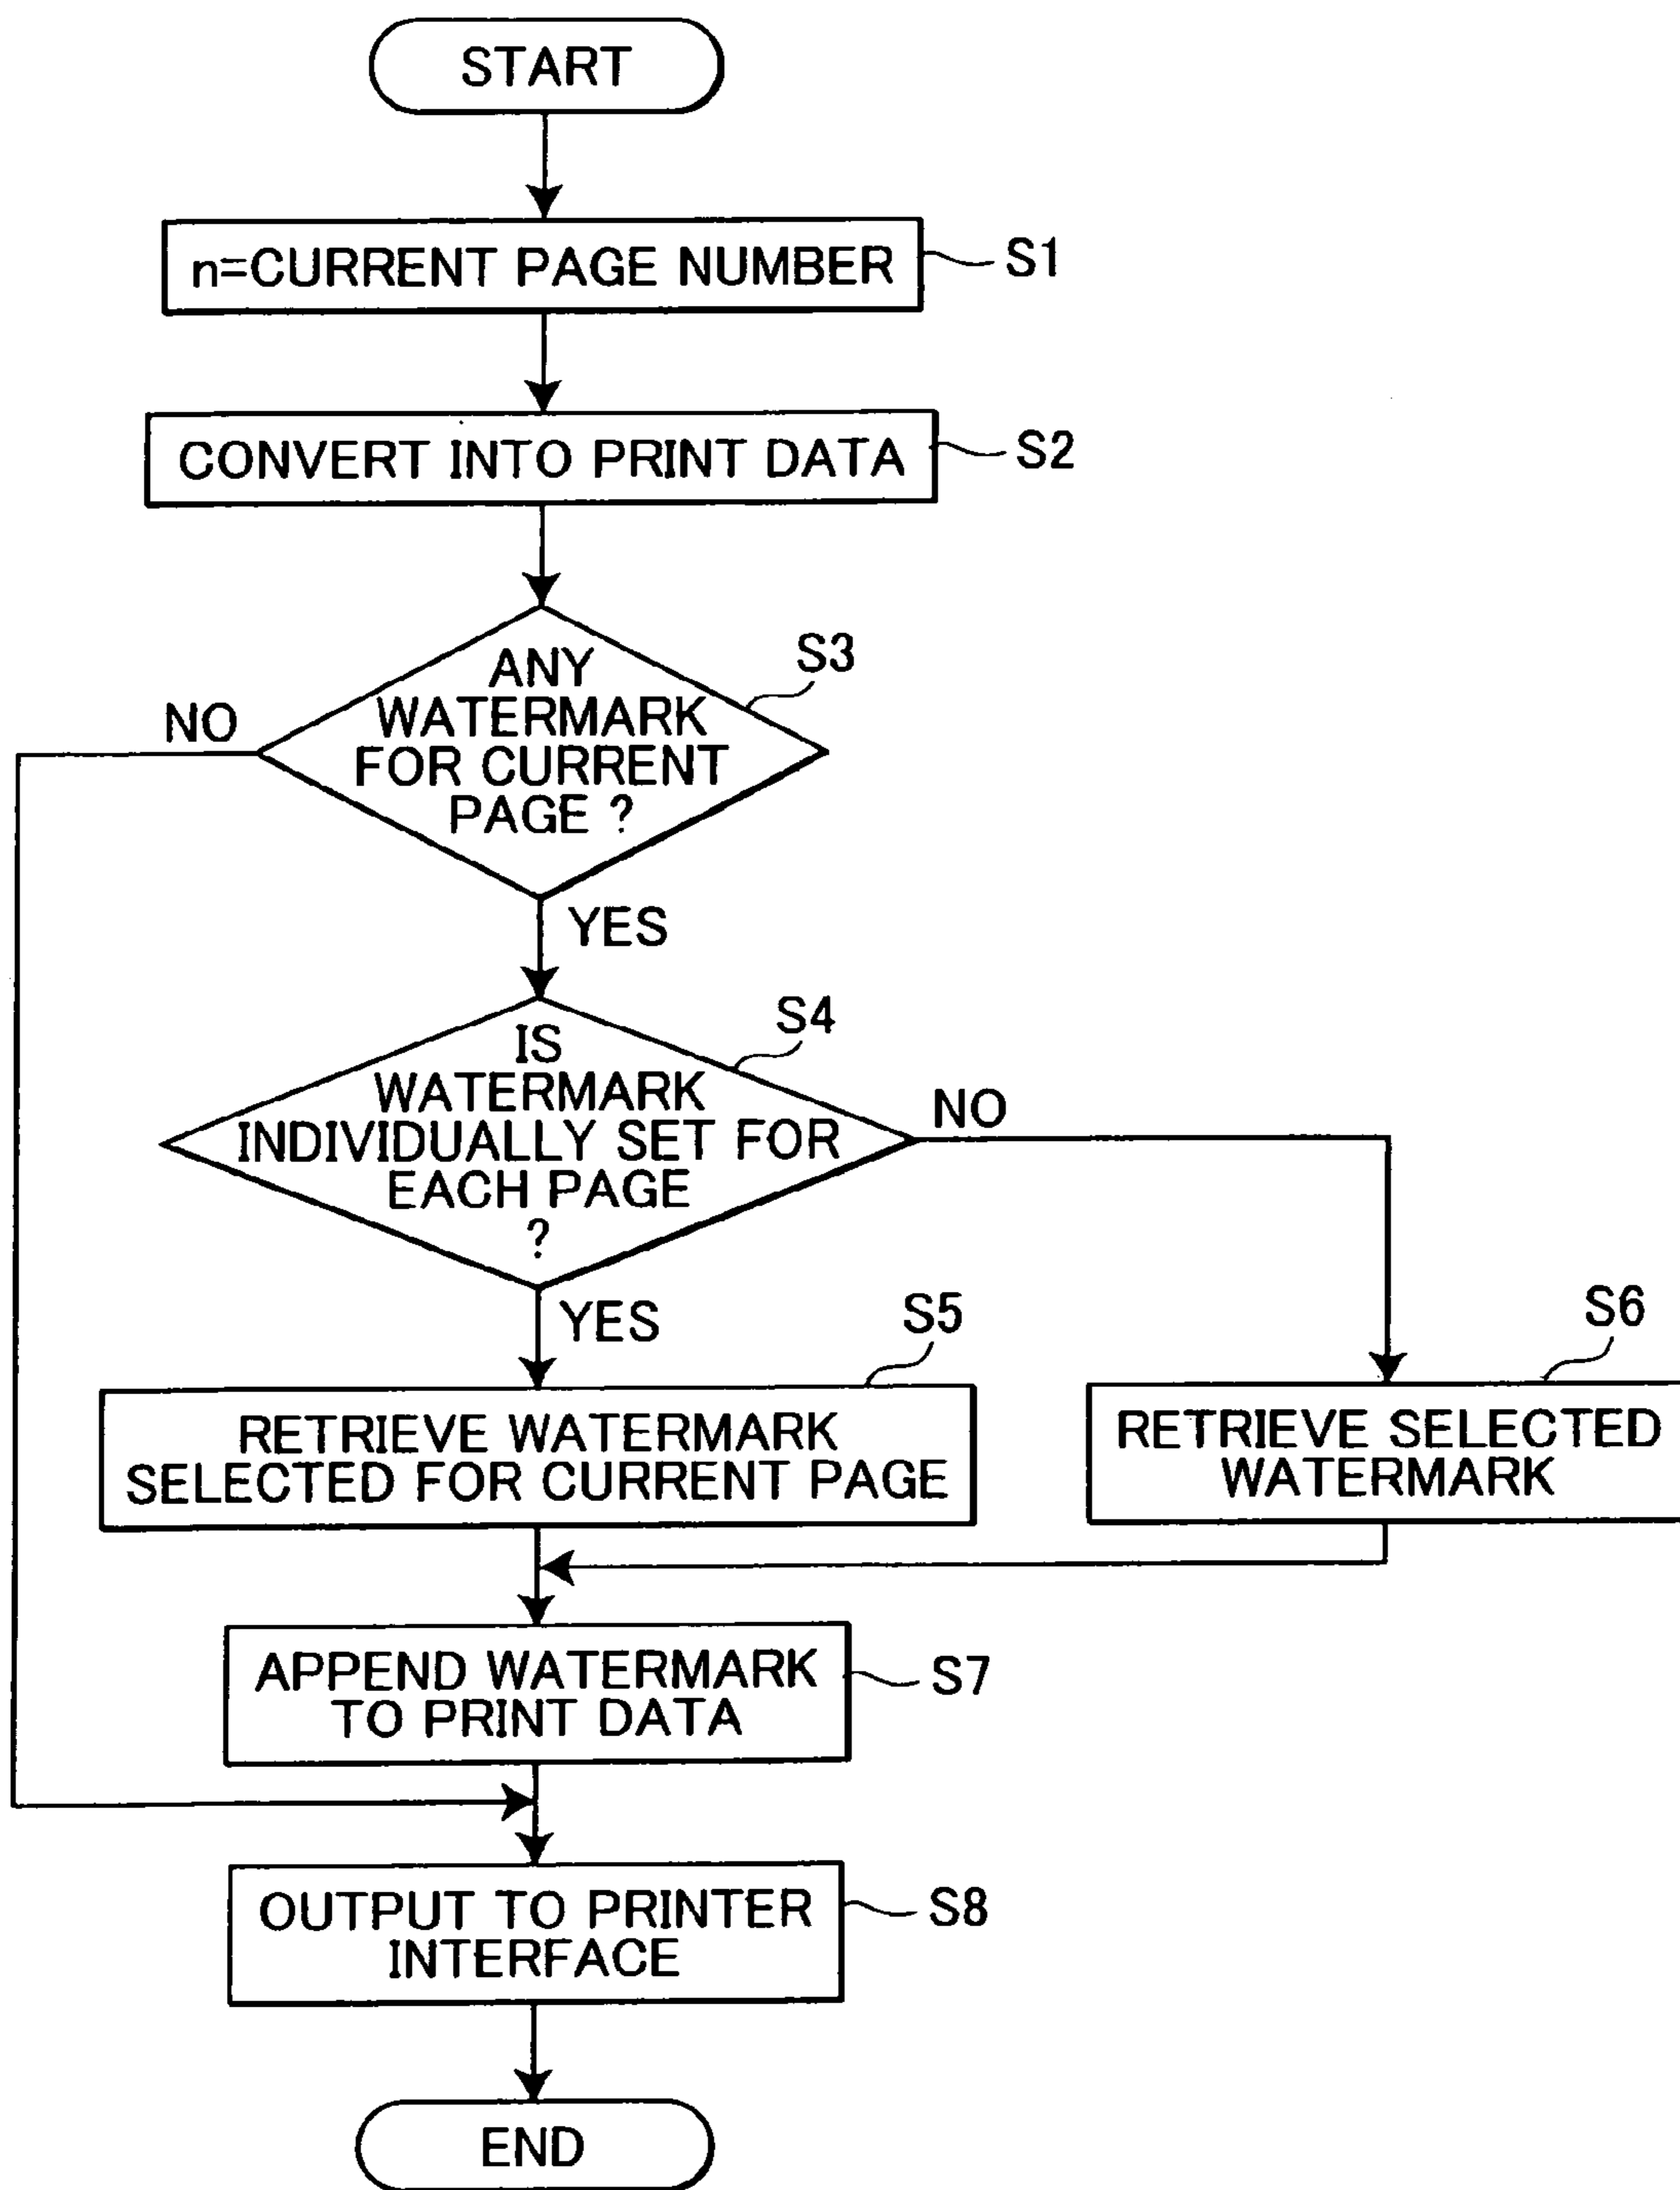 START
n=CURRENT PAGE NUMBER
S1
CONVERT INTO PRINT DATA
S2
ANY
WATERMARK
FOR CURRENT
PAGE ?
S3
NO
YES
IS
WATERMARK
INDIVIDUALLY SET FOR
EACH PAGE
?
S4
NO
YES
S5
RETRIEVE WATERMARK
SELECTED FOR CURRENT PAGE
S6
RETRIEVE SELECTED
WATERMARK
APPEND WATERMARK
TO PRINT DATA
S7
OUTPUT TO PRINTER
INTERFACE
S8
END